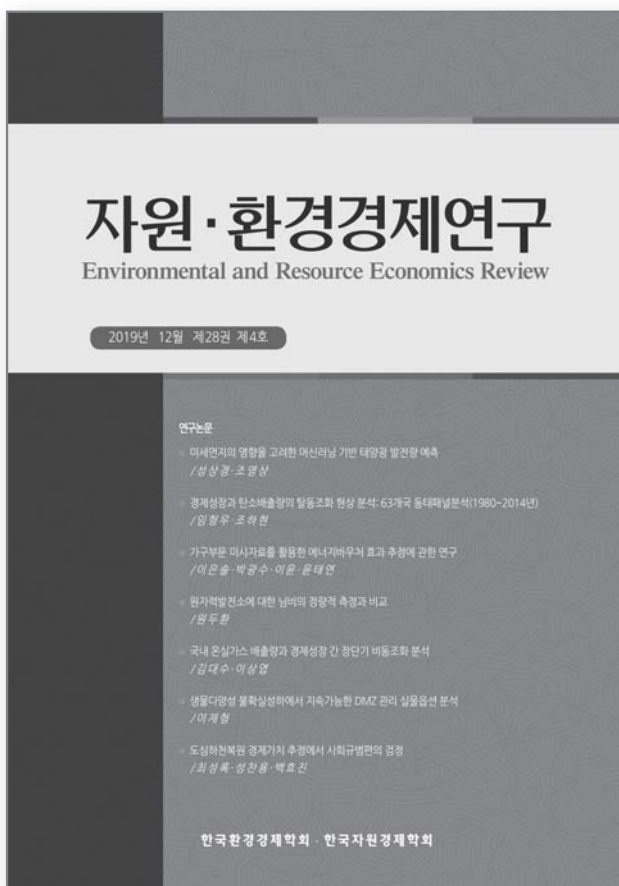 자원·환경경제연구
Environmental and Resource Economics Review
2019년 12월 제28권 제4호
연구논문
미세먼지의 영향을 고려한 머신러닝 기반 태양광 발전량 예측
/성상경·조영상
경제성장과 탄소배출량의 탈동조화 현상 분석: 63개국 동태패널분석(1980~2014년)
/임형우·조하현
가구부문 미시자료를 활용한 에너지바우처 효과 추정에 관한 연구
/이은솔·박광수·이윤·윤태연
원자력발전소에 대한 님비의 정량적 측정과 비교
/원두환
국내 온실가스 배출량과 경제성장 간 장단기 비동조화 분석
/김대수·이상엽
생물다양성 불확실성하에서 지속가능한 DMZ 관리 실물옵션 분석
/이재형
도심하천복원 경제가치 추정에서 사회규범편의 검정
/최성록·성찬용·백효진
한국환경경제학회·한국자원경제학회